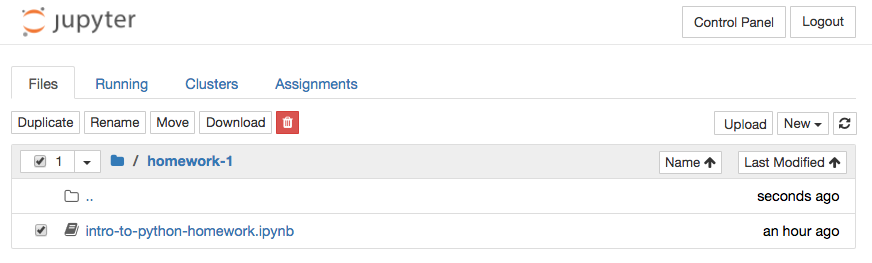 jupyter Control Panel Logout
Files Running Clusters Assignments
Duplicate Rename Move Download Upload New
1 / homework-1 Name Last Modified
.. seconds ago
intro-to-python-homework.ipynb an hour ago